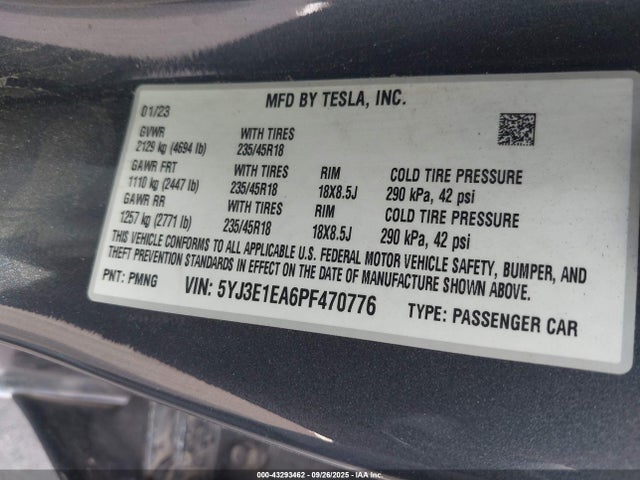 MFD BY TESLA, INC.
01/23
GVWR WITH TIRES
2129 kg (4694 lb) 235/45R18
GAWR FRT WITH TIRES RIM COLD TIRE PRESSURE
1110 kg (2447 lb) 235/45R18 18X8.5J 290 kPa, 42 psi
GAWR RR WITH TIRES RIM COLD TIRE PRESSURE
1257 kg (2771 lb) 235/45R18 18X8.5J 290 kPa, 42 psi
THIS VEHICLE CONFORMS TO ALL APPLICABLE U.S. FEDERAL MOTOR VEHICLE SAFETY, BUMPER, AND
THEFT PREVENTION STANDARDS IN EFFECT ON THE DATE OF MANUFACTURE SHOWN ABOVE.
PNT: PMNG VIN: 5YJ3E1EA6PF470776 TYPE: PASSENGER CAR
000-43293462 - 09/26/2025 - IAAI.COM